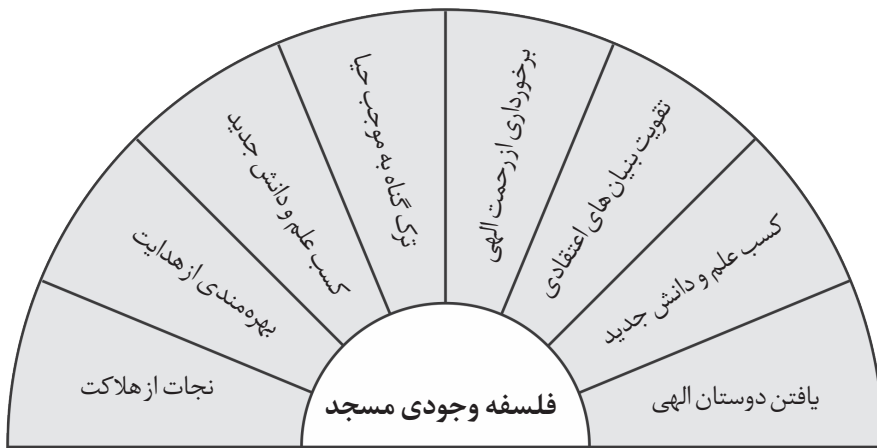 یافتن دوستان الهی
کسب علم و دانش جدید
تقویت بنیان های اعتقادی
برخورداری از رحمت الهی
ترک گناه به موجب حیا
کسب علم و دانش جدید
بهره‌مندی از هدایت
نجات از هلاکت
فلسفه وجودی مسجد